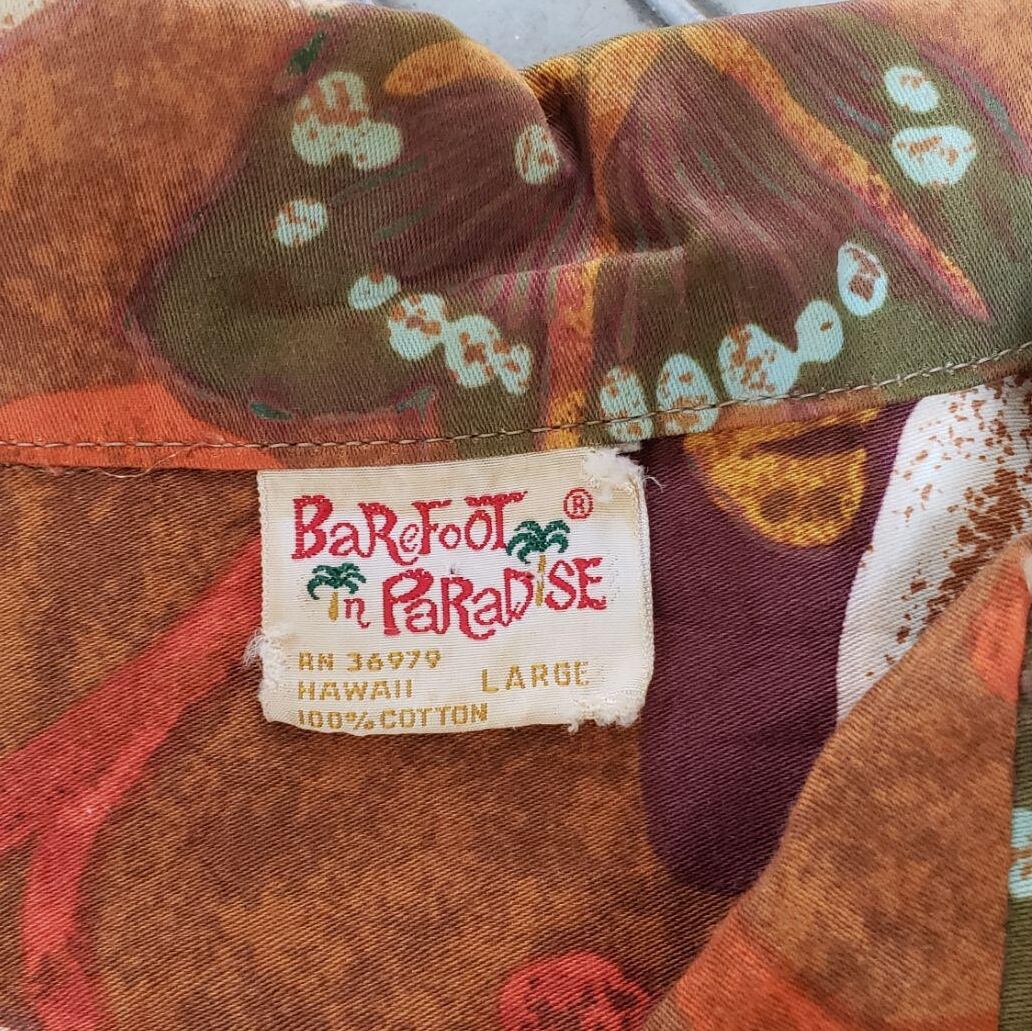 BaReFooT ®
in PaRaDiSE
RN 36979
HAWAII LARGE
100% COTTON